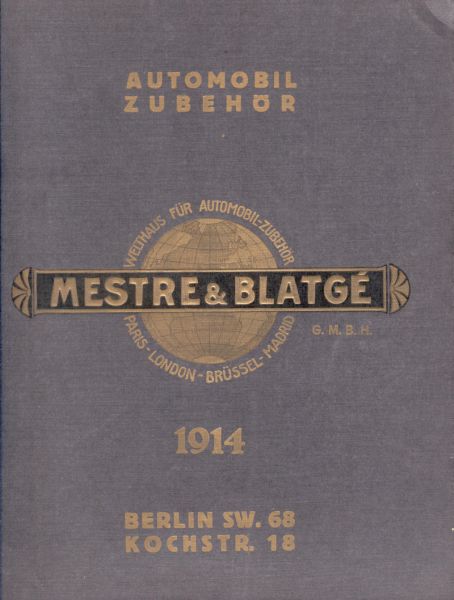 AUTOMOBIL
ZUBEHÖR
WELTHAUS FÜR AUTOMOBIL-ZUBEHÖR
MESTRE & BLATGÉ
G. M. B. H.
PARIS-LONDON-BRÜSSEL-MADRID
1914
BERLIN SW. 68
KOCHSTR. 18